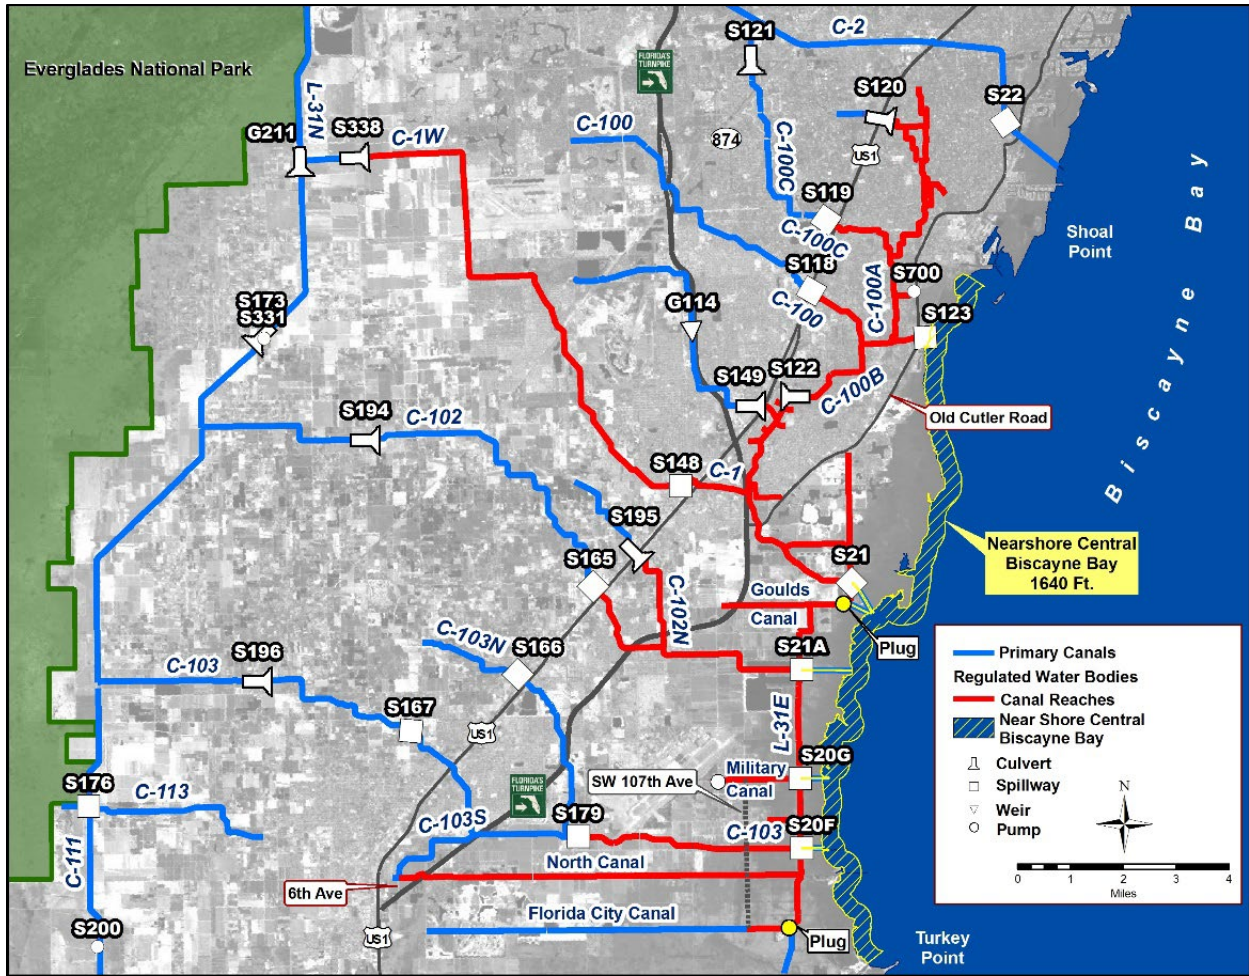 Everglades National Park
S121
C-2
FLORIDA'S
TURNPIKE
L-31N
S120
S22
G211
S338
C-1W
C-100
874
C-100C
US1
S119
C-100C
Shoal
Point
Biscayne Bay
S118
C-100
C-100A
S700
S173
S331
G114
S123
S149
S122
C-100B
Old Cutler Road
S194
C-102
S148
C-1
S195
S165
S21
Nearshore Central
Biscayne Bay
1640 Ft.
Goulds
Canal
C-102N
Plug
C-103N
S166
S21A
C-103
S196
S167
US1
L-31E
Military
Canal
S20G
SW 107th Ave
S176
C-113
FLORIDA'S
TURNPIKE
C-103S
S179
C-103
S20F
C-111
North Canal
6th Ave
Florida City Canal
S200
US1
Plug
Turkey
Point
Primary Canals
Regulated Water Bodies
Canal Reaches
Near Shore Central
Biscayne Bay
Culvert
Spillway
Weir
Pump
N
0 1 2 3 4
Miles